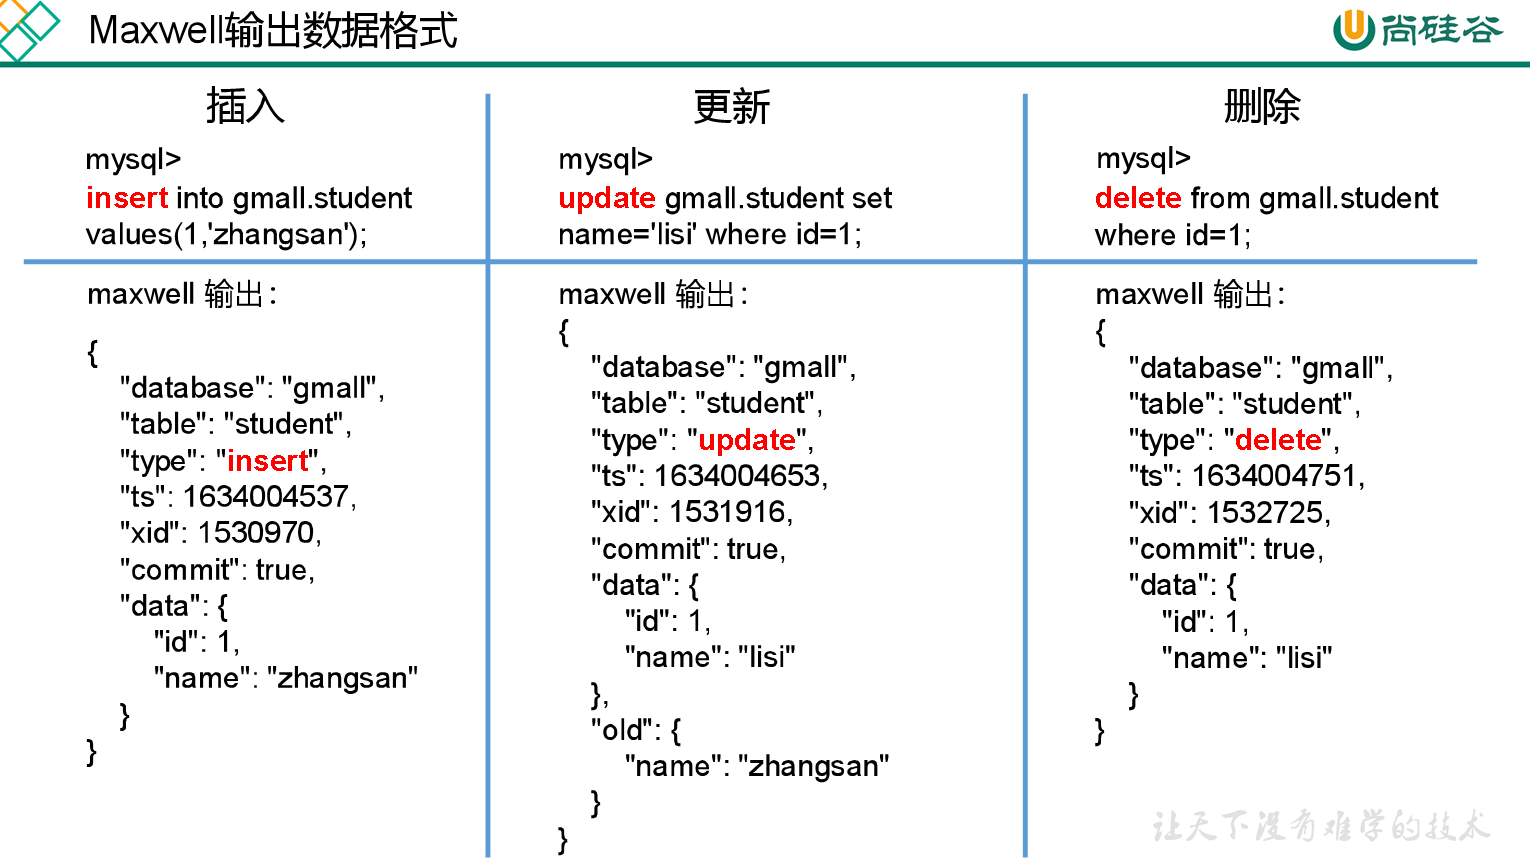 Maxwell输出数据格式
尚硅谷
插入
mysql>
insert into gmall.student
values(1,'zhangsan');
maxwell 输出：
{
"database": "gmall",
"table": "student",
"type": "insert",
"ts": 1634004537,
"xid": 1530970,
"commit": true,
"data": {
"id": 1,
"name": "zhangsan"
}
}
更新
mysql>
update gmall.student set
name='lisi' where id=1;
maxwell 输出：
{
"database": "gmall",
"table": "student",
"type": "update",
"ts": 1634004653,
"xid": 1531916,
"commit": true,
"data": {
"id": 1,
"name": "lisi"
},
"old": {
"name": "zhangsan"
}
}
删除
mysql>
delete from gmall.student
where id=1;
maxwell 输出：
{
"database": "gmall",
"table": "student",
"type": "delete",
"ts": 1634004751,
"xid": 1532725,
"commit": true,
"data": {
"id": 1,
"name": "lisi"
}
}
让天下没有难学的技术